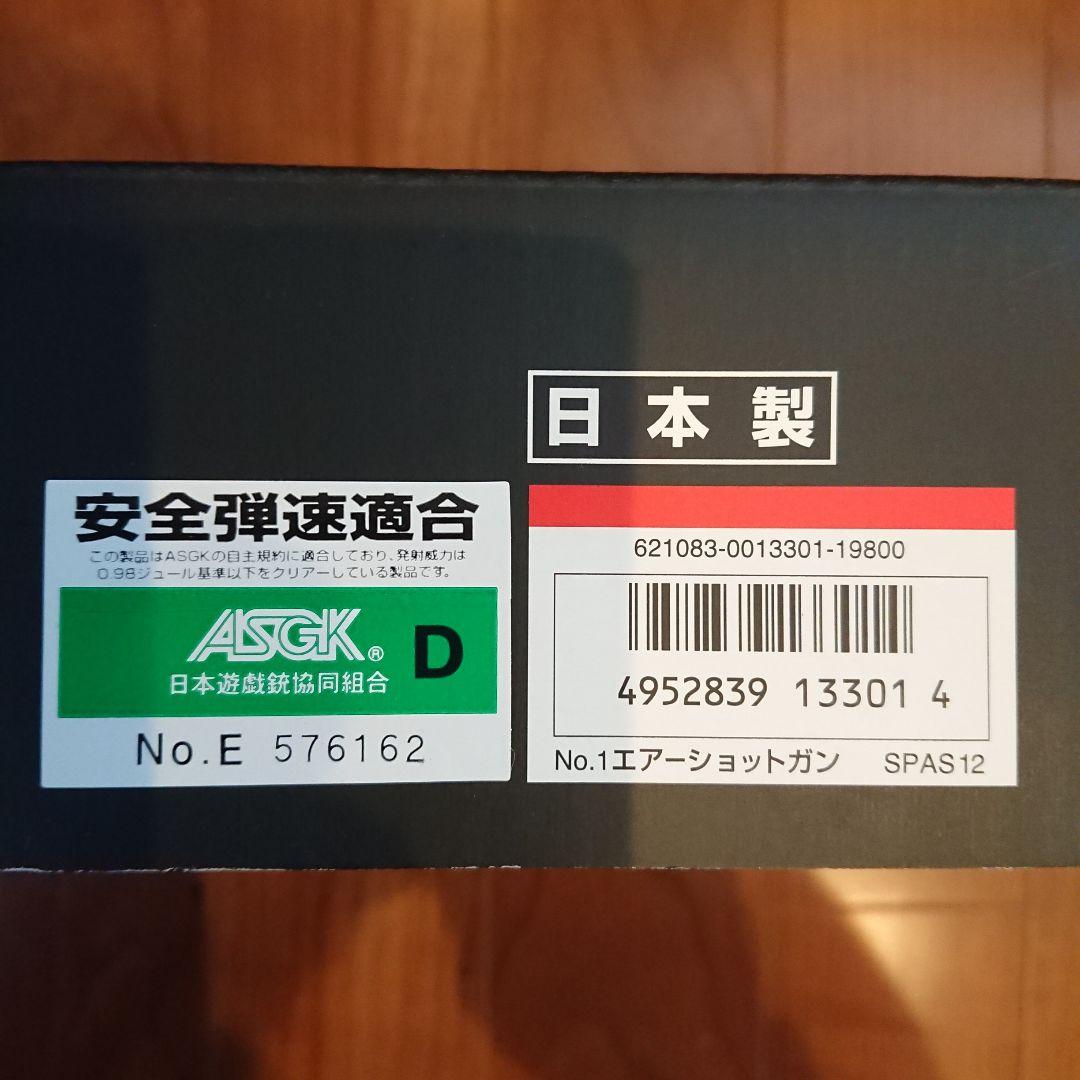 日本製
安全弾速適合
この製品はASGKの自主規約に適合しており、発射威力は
0.98ジュール基準以下をクリアーしている製品です。
ASGK® D
日本遊戯銃協同組合
No.E 576162
621083-0013301-19800
4952839 13301 4
No.1エアーショットガン SPAS12